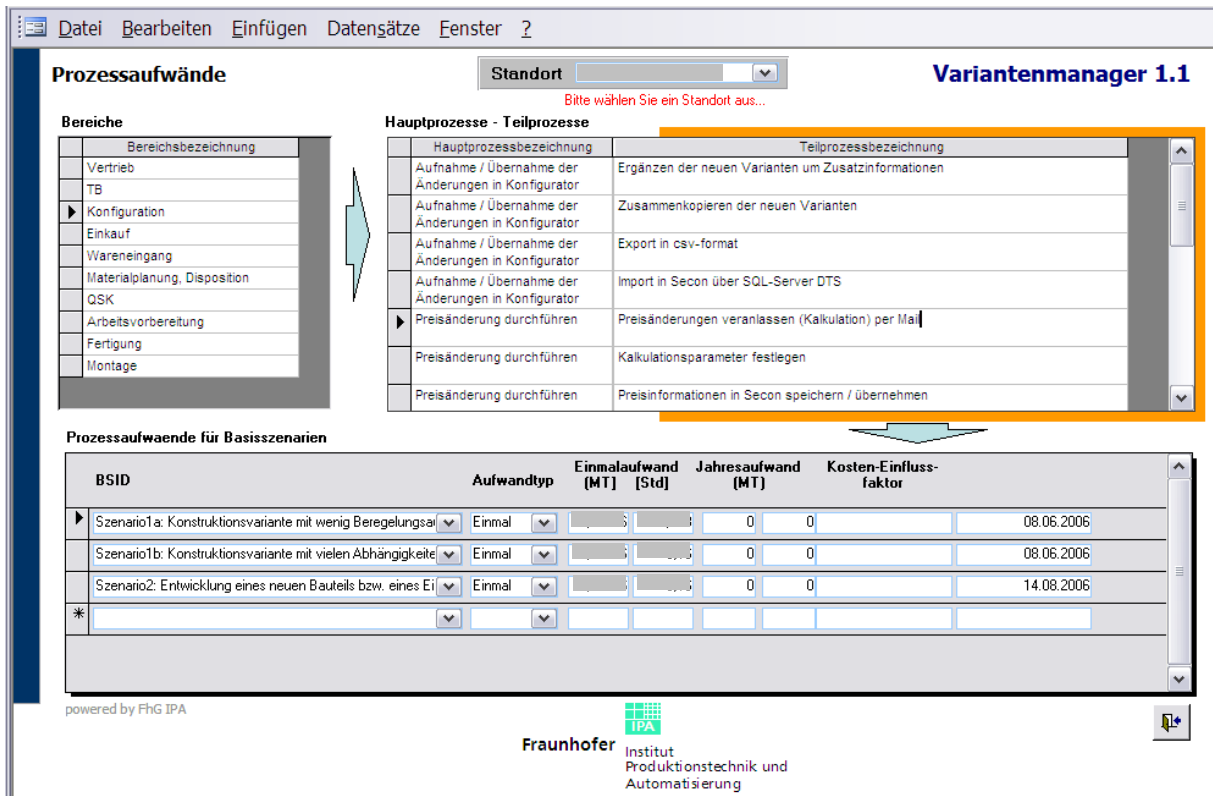 Datei Bearbeiten Einfügen Datensätze Fenster ?
Prozessaufwände
Standort
Variantenmanager 1.1
Bitte wählen Sie ein Standort aus...
Bereiche
Bereichsbezeichnung
Vertrieb
TB
Konfiguration
Einkauf
Wareneingang
Materialplanung, Disposition
QSK
Arbeitsvorbereitung
Fertigung
Montage
Hauptprozesse - Teilprozesse
Hauptprozessbezeichnung Teilprozessbezeichnung
Aufnahme / Übernahme der Ergänzen der neuen Varianten um Zusatzinformationen
Änderungen in Konfigurator
Aufnahme / Übernahme der Zusammenkopieren der neuen Varianten
Änderungen in Konfigurator
Aufnahme / Übernahme der Export in csv-format
Änderungen in Konfigurator
Aufnahme / Übernahme der Import in Secon über SQL-Server DTS
Änderungen in Konfigurator
Preisänderung durchführen Preisänderungen veranlassen (Kalkulation) per Mail
Preisänderung durchführen Kalkulationsparameter festlegen
Preisänderung durchführen Preisinformationen in Secon speichern / übernehmen
Prozessaufwaende für Basisszenarien
BSID Aufwandtyp Einmalaufwand Jahresaufwand Kosten-Einfluss-
[MT] [Std] (MT) faktor
Szenario1a: Konstruktionsvariante mit wenig Einmal 0 0 08.06.2006
Szenario1b: Konstruktionsvariante mit vielen Einmal 0 0 08.06.2006
Szenario2: Entwicklung eines neuen Bauteils bzw. eines Einmal 0 0 14.08.2006
*
powered by FhG IPA
IPA
Fraunhofer Institut
Produktionstechnik und
Automatisierung